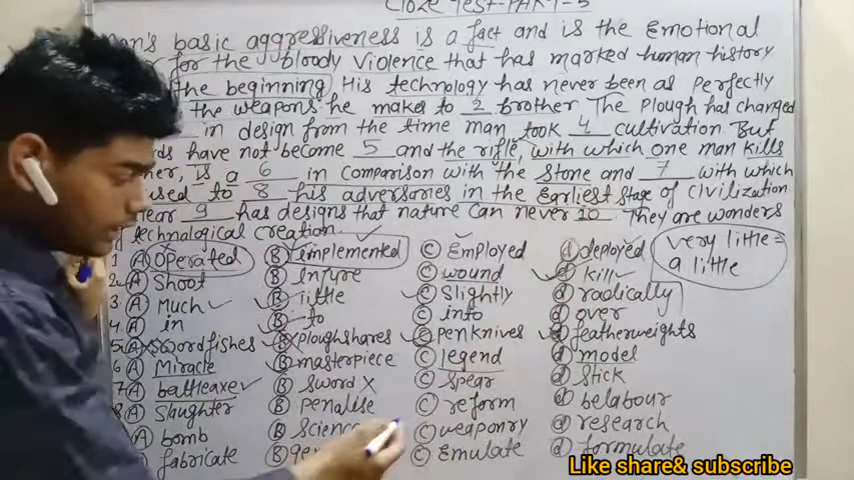 Cloze Test-PART-5
Man's basic aggressiveness is a fact and is the Emotional
for the bloody violence that has marked human history
the beginning. His technology has never been as perfectly
the weapons he makes to 2 brother The Plough has changed
in design from the time man took 4 cultivation But
have not become 5 and the rifle, with which one man kills
is a 6 in comparison with the stone and 7 with which
used to 8 his adversaries in the Earliest stage of civilization.
9 has designs that nature can never 10 They are wonders
technological creation.
very little =
a little
1 (A) Operated (B) implemented (C) Employed (d) deployed
2 (A) Shoot (B) Injure (C) wound (d) kill
3 (A) Much (B) little (C) Slightly (d) radically
4 (A) in (B) to (C) into (d) over
5 (A) Swordfishes (B) ploughshares (C) penknives (d) featherweights
6 (A) Miracle (B) masterpiece (C) legend (d) model
7 (A) battleaxe (B) Sword (C) Spear (d) Stick
8 (A) Slaughter (B) Penalise (C) reform (d) belabour
(A) bomb (B) Science (C) weaponry (d) research
fabricate (B) (C) Emulate (d) formulate
Like share& subscribe